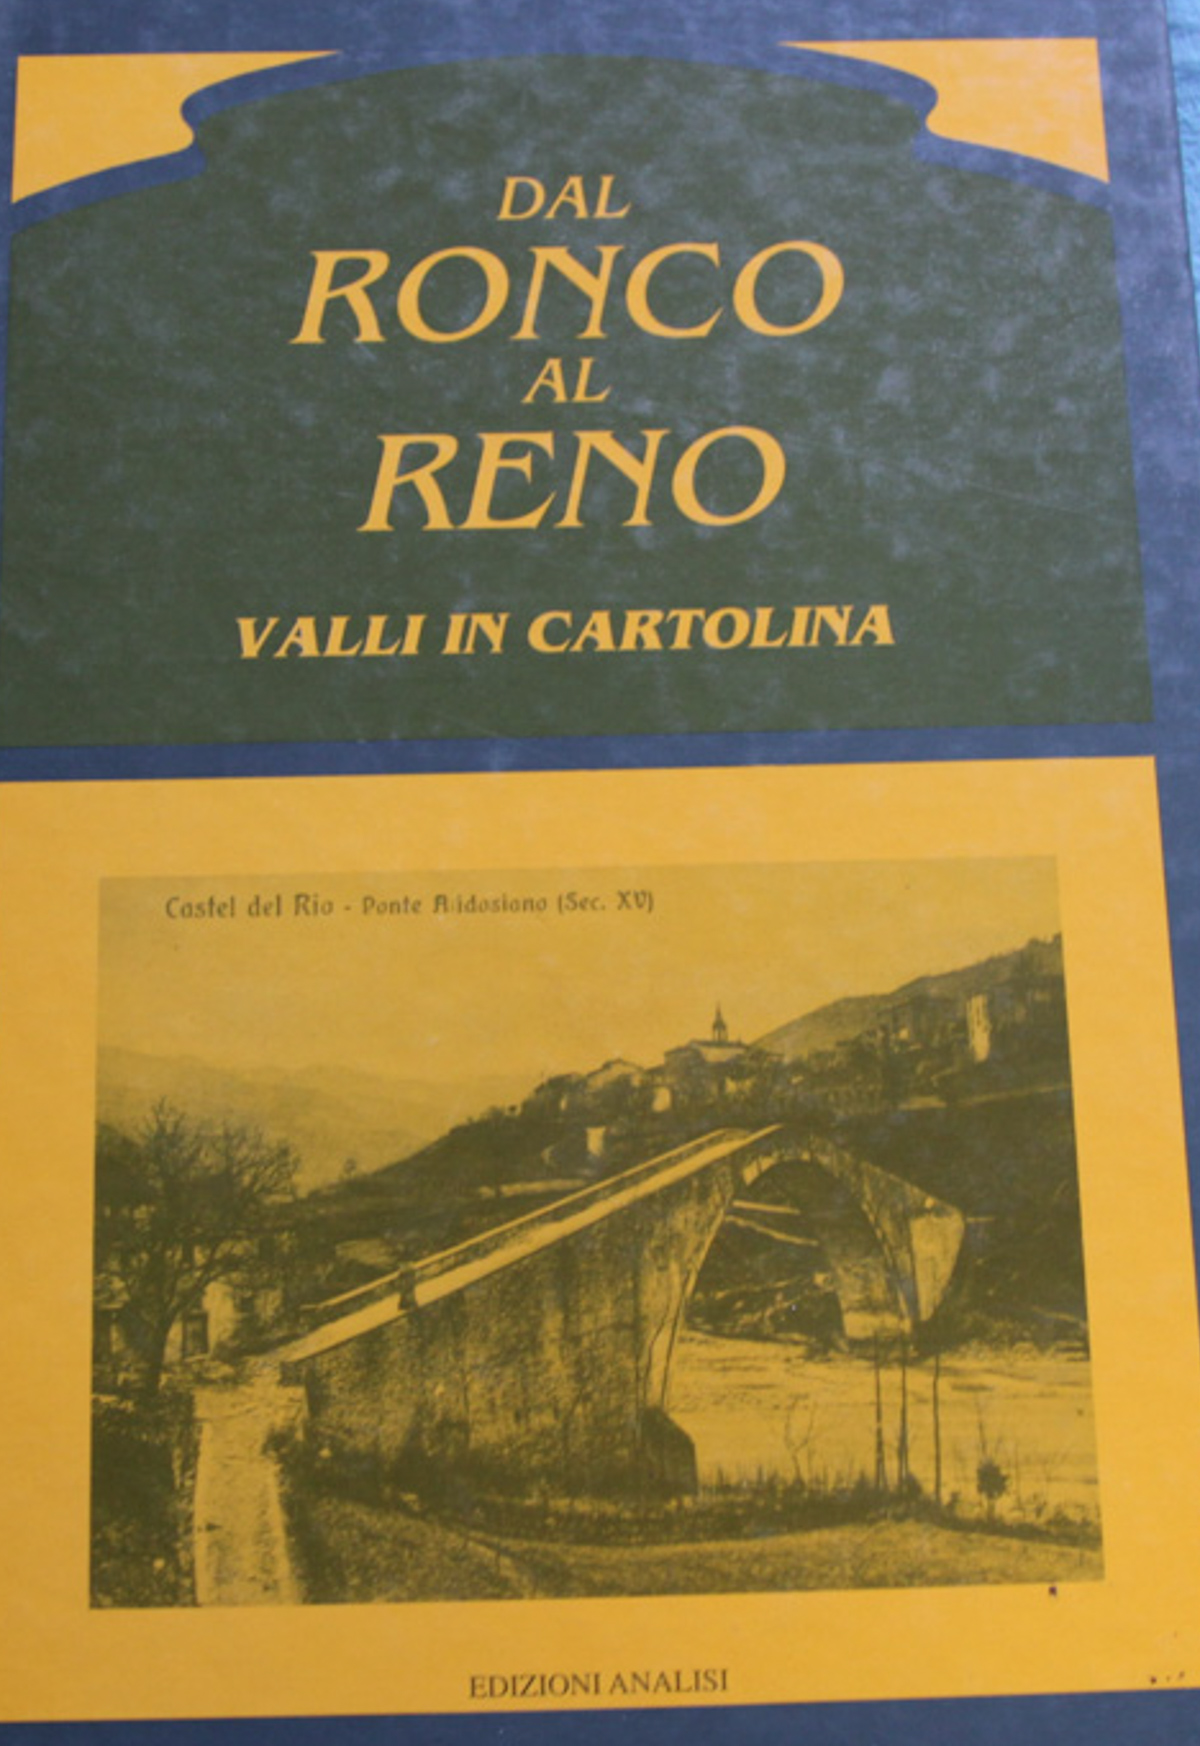 DAL
RONCO
AL
RENO
VALLI IN CARTOLINA
Castel del Rio - Ponte Alidosiano (Sec. XV)
EDIZIONI ANALISI